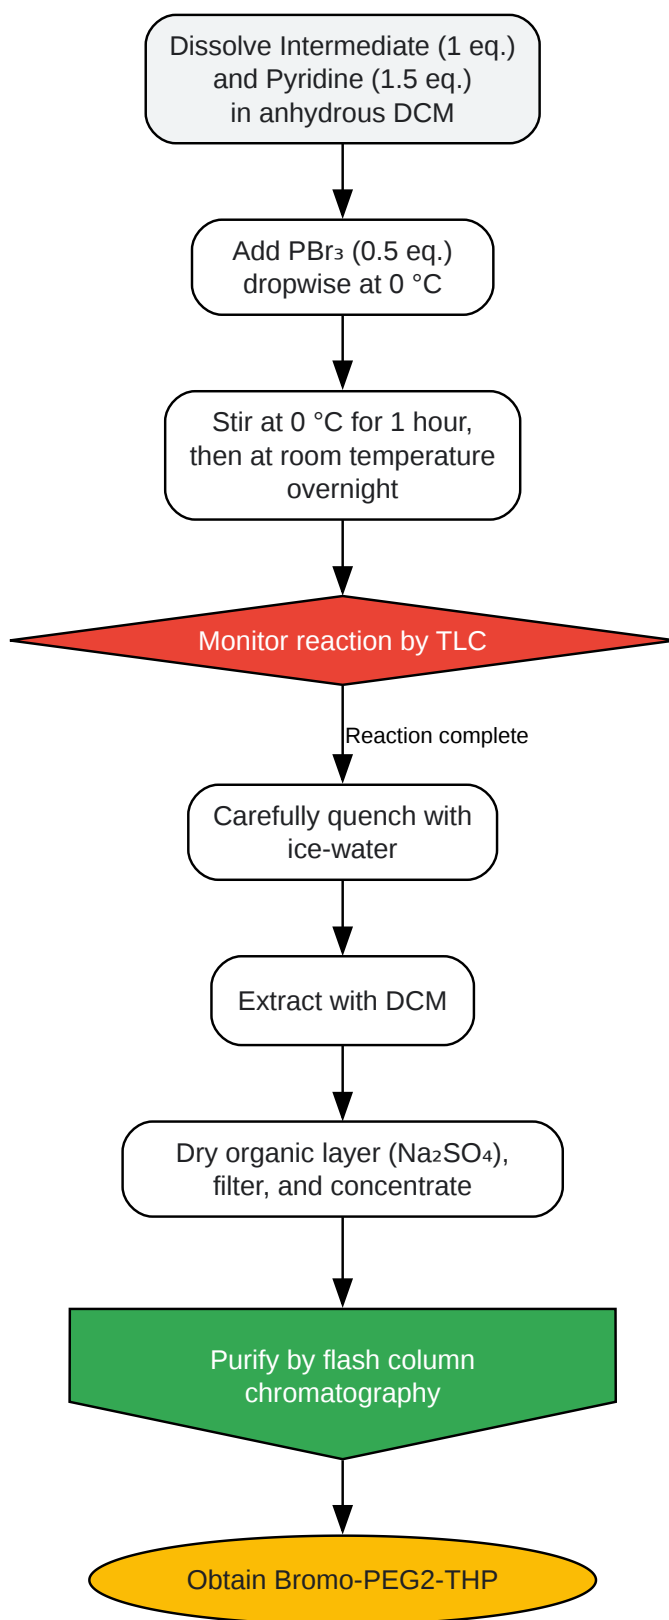 Dissolve Intermediate (1 eq.)
and Pyridine (1.5 eq.)
in anhydrous DCM
Add PBr₃ (0.5 eq.)
dropwise at 0 °C
Stir at 0 °C for 1 hour,
then at room temperature
overnight
Monitor reaction by TLC
Reaction complete
Carefully quench with
ice-water
Extract with DCM
Dry organic layer (Na₂SO₄),
filter, and concentrate
Purify by flash column
chromatography
Obtain Bromo-PEG2-THP